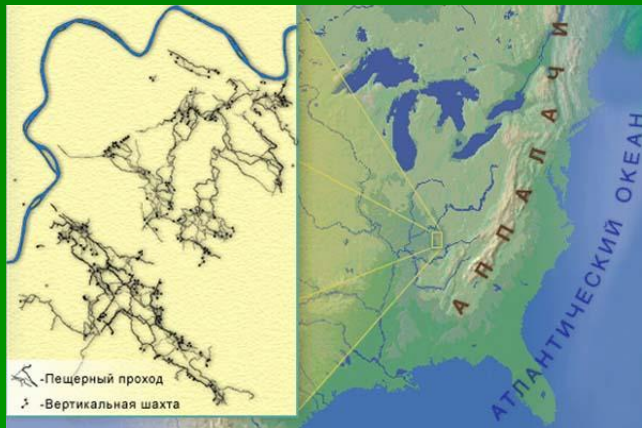 -Пещерный проход
-Вертикальная шахта
АППАЛАЧИ
АТЛАНТИЧЕСКИЙ ОКЕАН